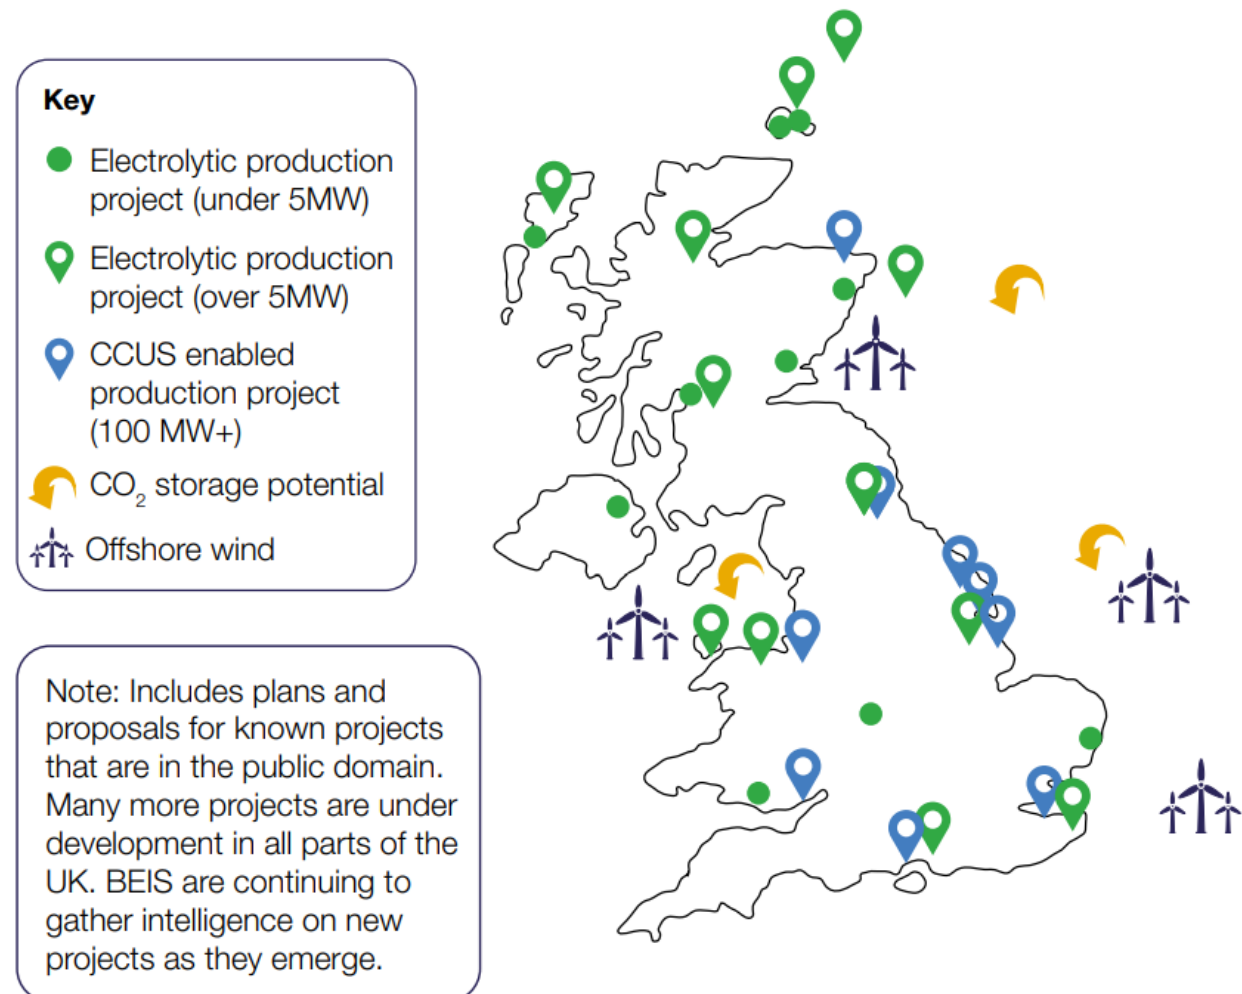 Key
Electrolytic production
project (under 5MW)
Electrolytic production
project (over 5MW)
CCUS enabled
production project
(100 MW+)
CO₂ storage potential
Offshore wind
Note: Includes plans and
proposals for known projects
that are in the public domain.
Many more projects are under
development in all parts of the
UK. BEIS are continuing to
gather intelligence on new
projects as they emerge.